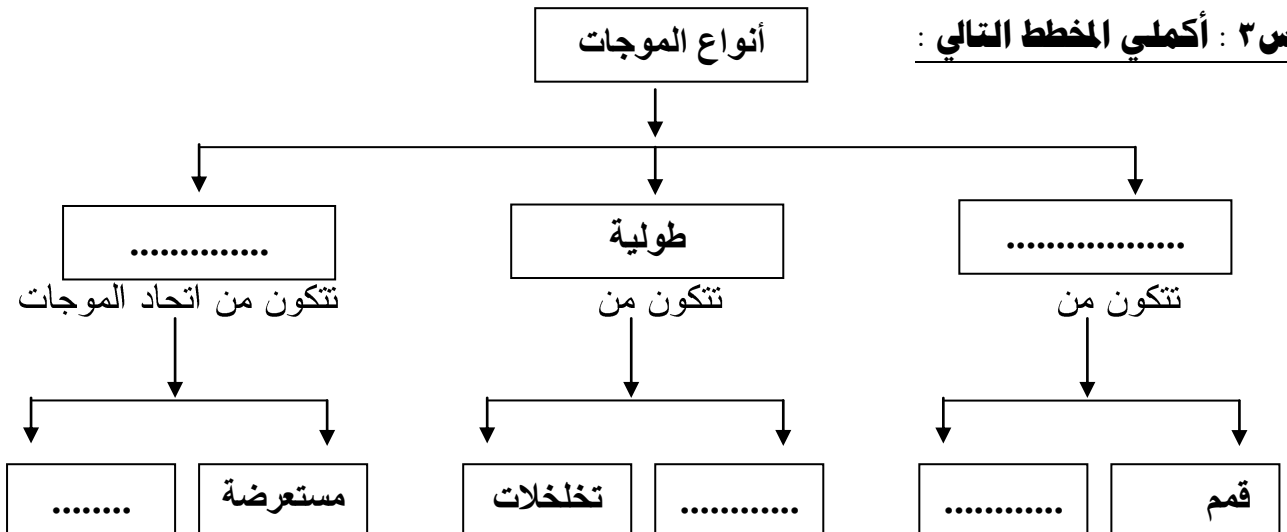 س٣ : أكملي المخطط التالي :
أنواع الموجات
..................
طولية
..............
تتكون من
تتكون من
تتكون من اتحاد الموجات
قمم
............
............
تخلخلات
مستعرضة
........